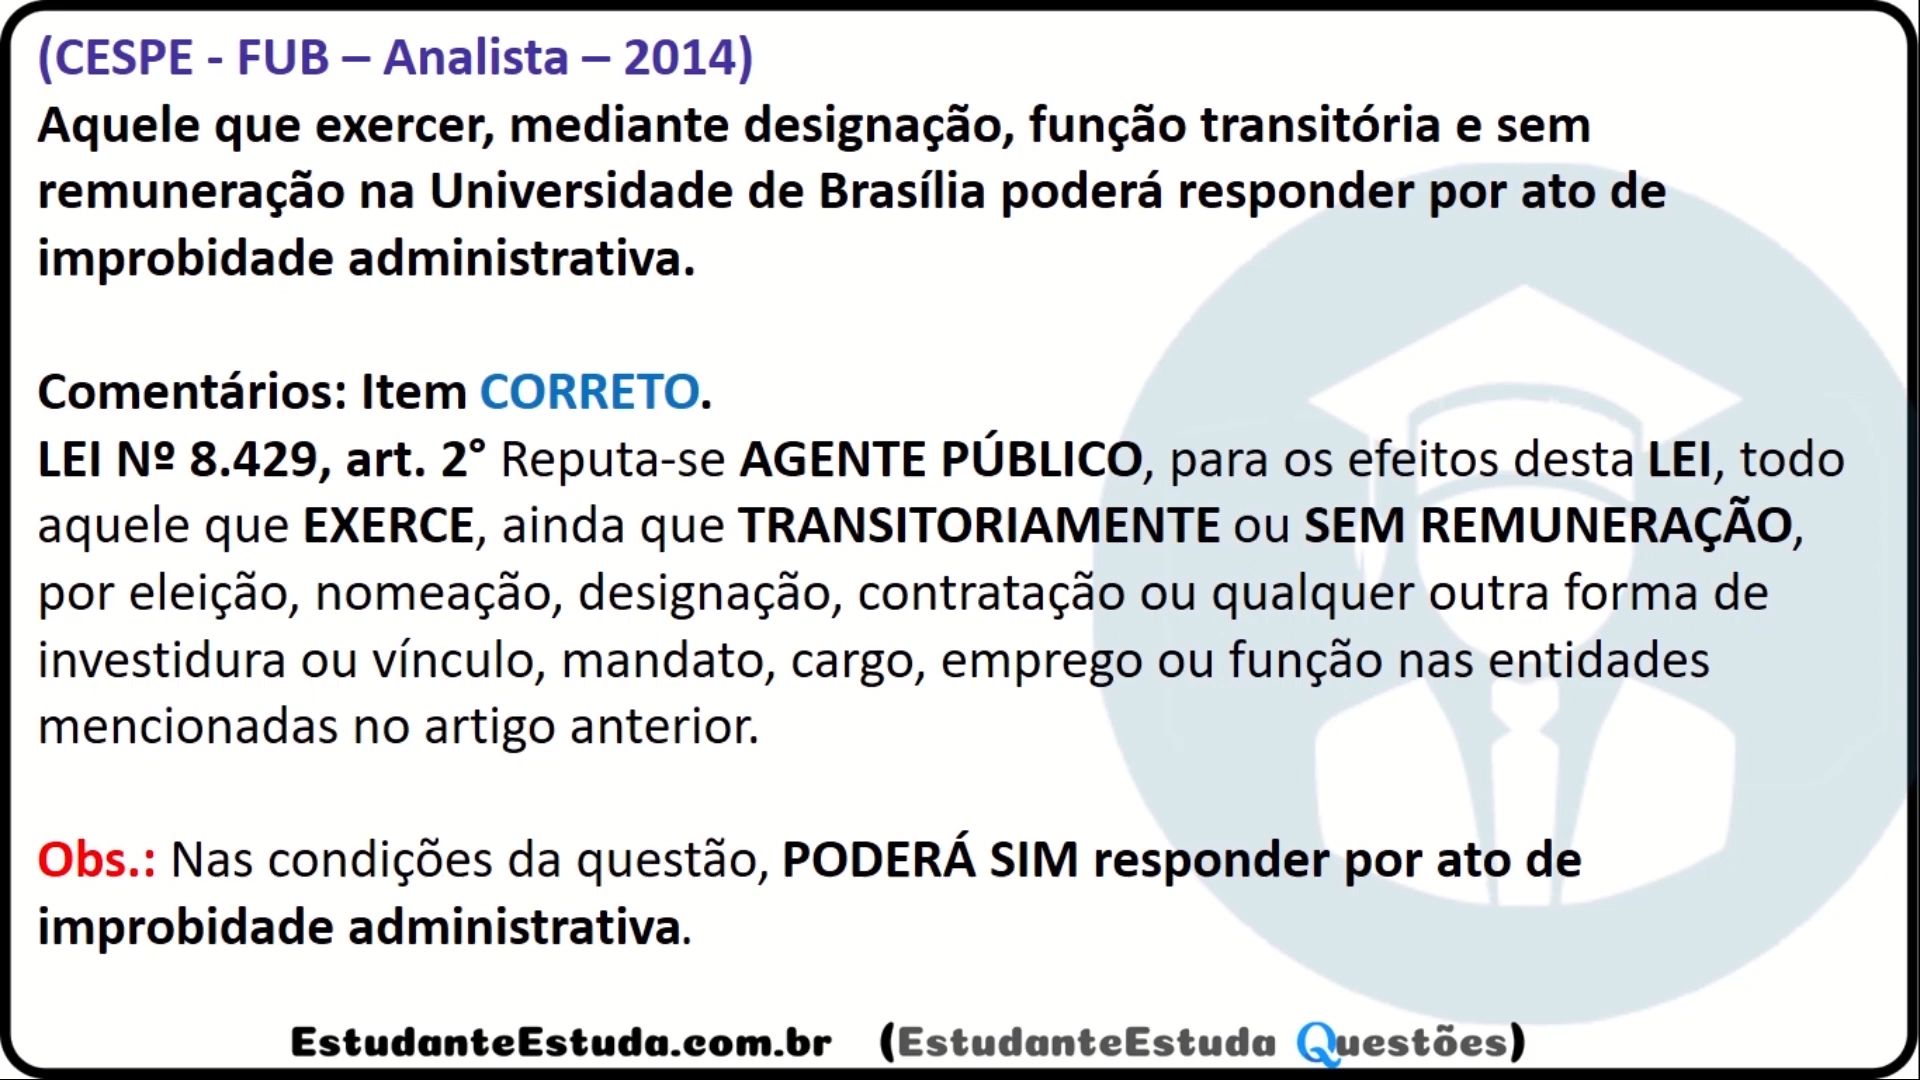 (CESPE - FUB – Analista – 2014)
Aquele que exercer, mediante designação, função transitória e sem
remuneração na Universidade de Brasília poderá responder por ato de
improbidade administrativa.
Comentários: Item CORRETO.
LEI Nº 8.429, art. 2° Reputa-se AGENTE PÚBLICO, para os efeitos desta LEI, todo
aquele que EXERCE, ainda que TRANSITORIAMENTE ou SEM REMUNERAÇÃO,
por eleição, nomeação, designação, contratação ou qualquer outra forma de
investidura ou vínculo, mandato, cargo, emprego ou função nas entidades
mencionadas no artigo anterior.
Obs.: Nas condições da questão, PODERÁ SIM responder por ato de
improbidade administrativa.
EstudanteEstuda.com.br (EstudanteEstuda Questões)